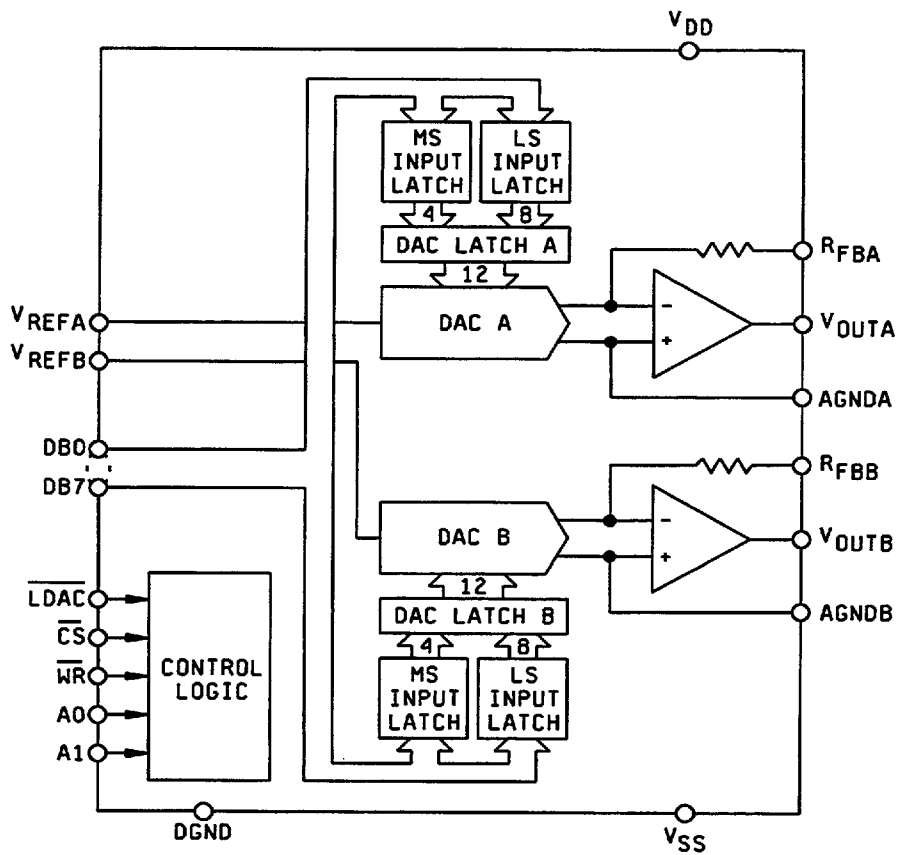 VDD
MS
INPUT
LATCH
LS
INPUT
LATCH
4
8
DAC LATCH A
12
RFBA
VREFA
DAC A
-
+
VOUTA
VREFB
AGNDA
DB0
RFBB
DB7
DAC B
-
+
VOUTB
12
LDAC
DAC LATCH B
AGNDB
CS
4
8
WR
CONTROL
LOGIC
MS
INPUT
LATCH
LS
INPUT
LATCH
A0
A1
DGND
VSS